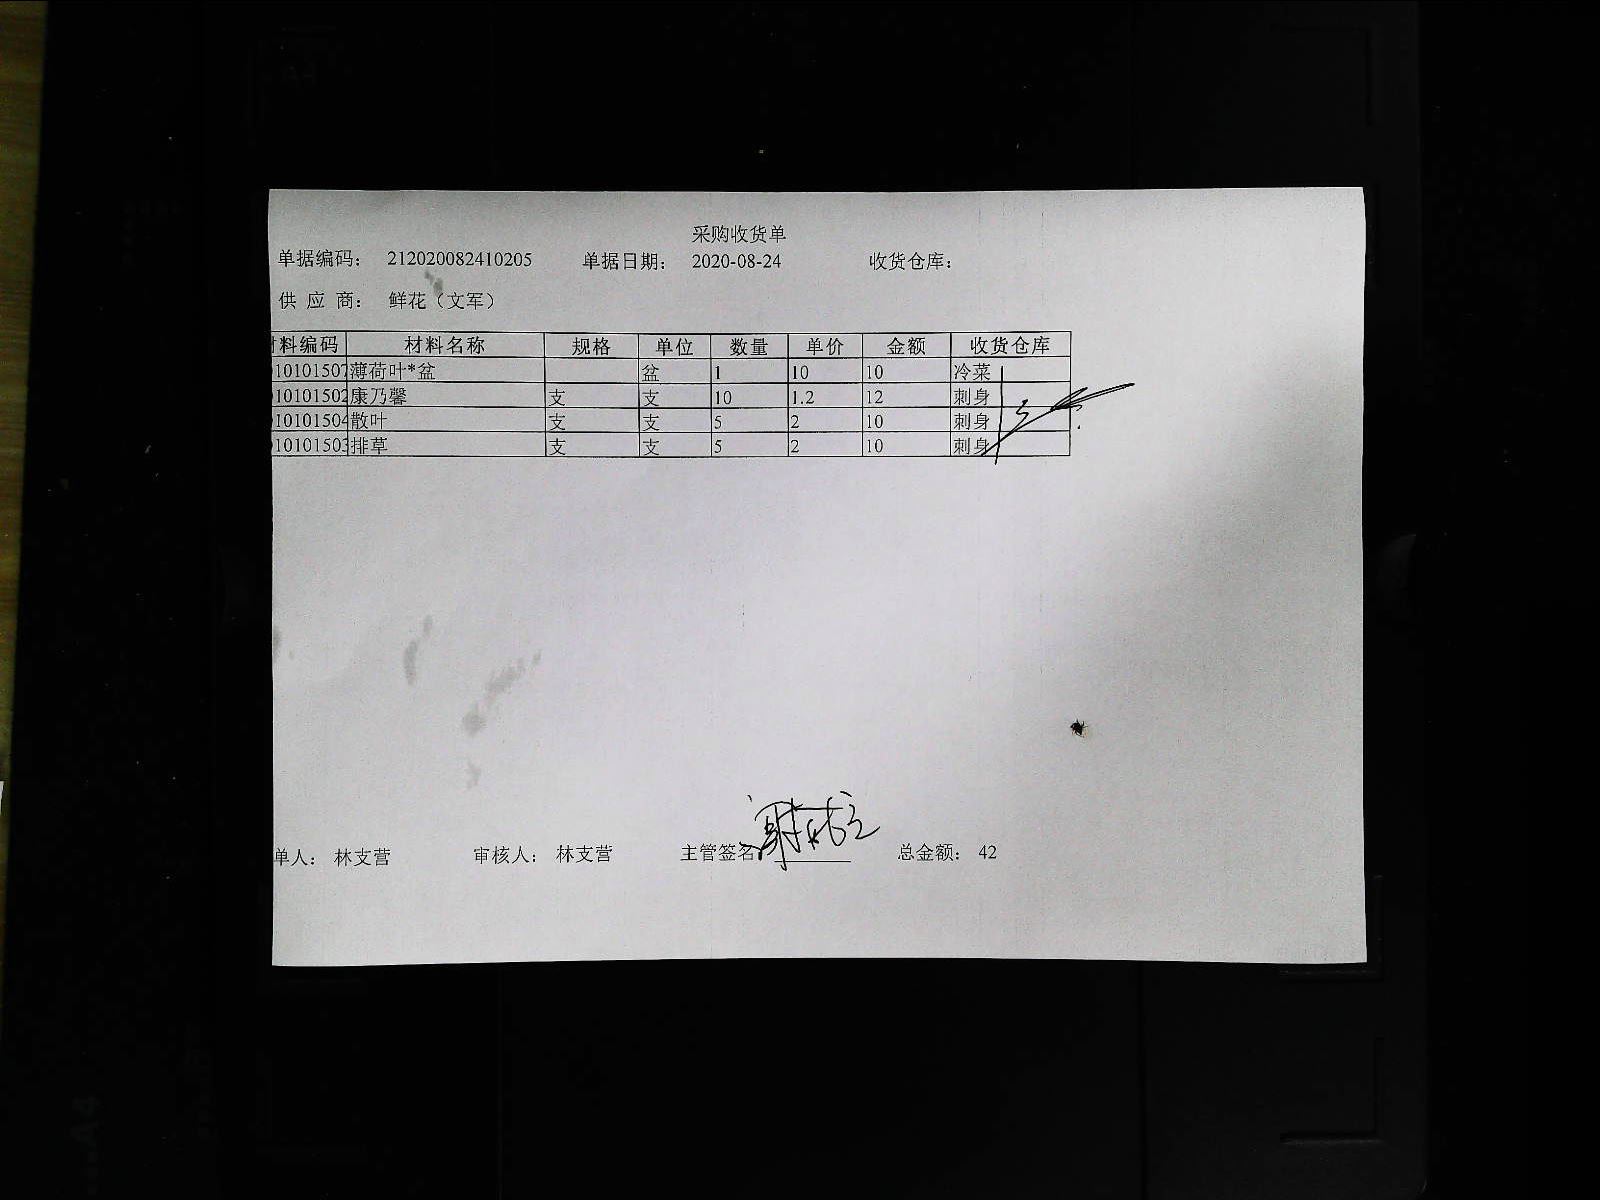 采购收货单
单据编码: 212020082410205 单据日期: 2020-08-24 收货仓库:
供应商: 鲜花（文军）
料编码 材料名称 规格 单位 数量 单价 金额 收货仓库
10101507 薄荷叶*盆 盆 1 10 10 冷菜
10101502 康乃馨 支 支 10 1.2 12 刺身
10101504 散叶 支 支 5 2 10 刺身
10101503 排草 支 支 5 2 10 刺身
单人: 林支营 审核人: 林支营 主管签名 总金额: 42